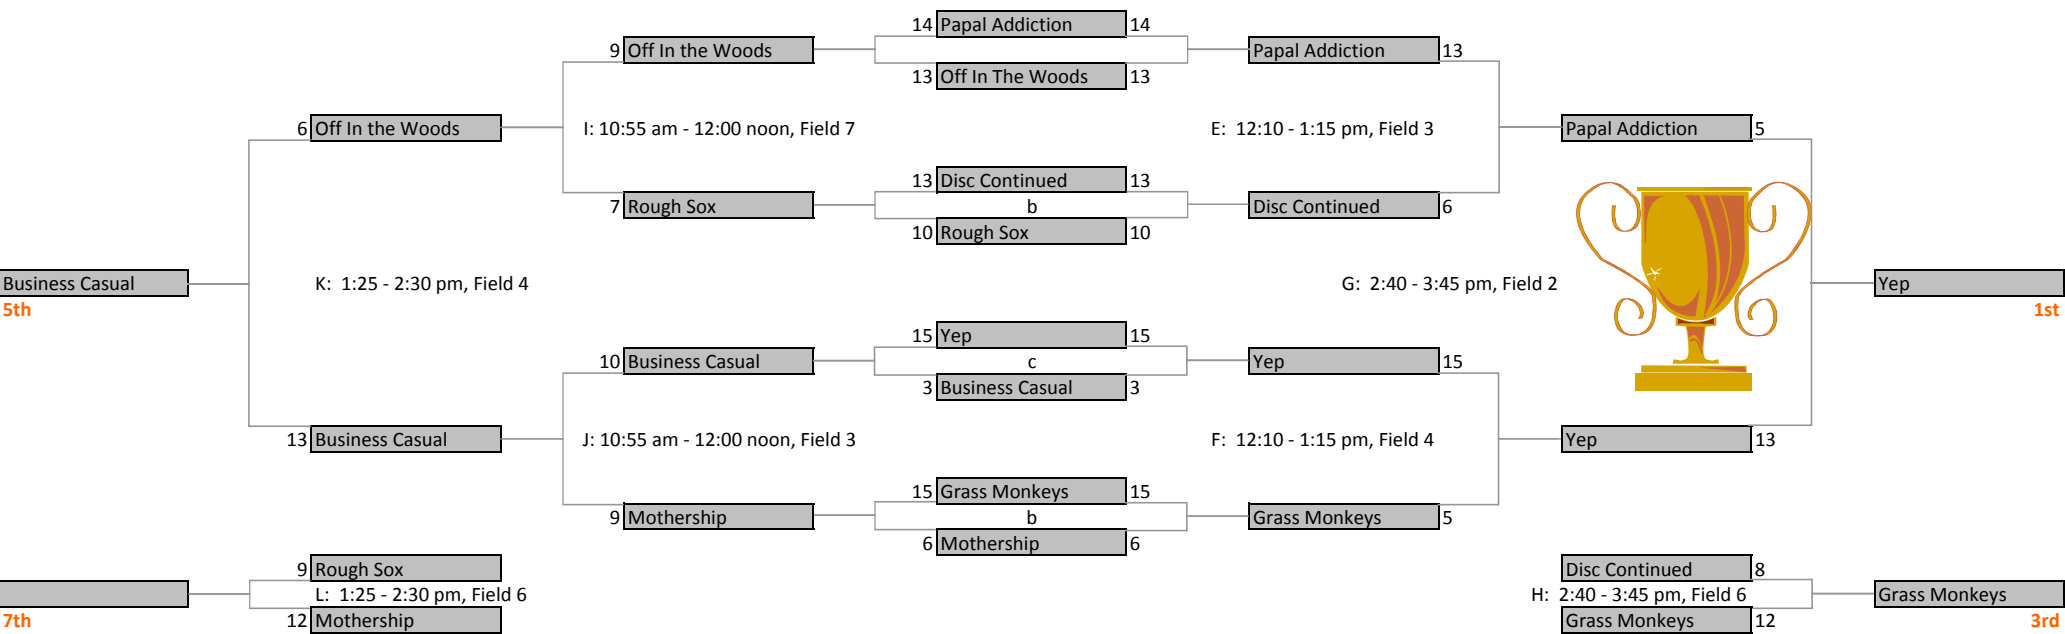 14 Papal Addiction 14
9 Off In the Woods Papal Addiction 13
13 Off In The Woods 13
6 Off In the Woods I: 10:55 am - 12:00 noon, Field 7 E: 12:10 - 1:15 pm, Field 3 Papal Addiction 5
13 Disc Continued 13
7 Rough Sox b Disc Continued 6
10 Rough Sox 10
Business Casual K: 1:25 - 2:30 pm, Field 4 G: 2:40 - 3:45 pm, Field 2 Yep
5th 1st
15 Yep 15
10 Business Casual c Yep 15
3 Business Casual 3
13 Business Casual J: 10:55 am - 12:00 noon, Field 3 F: 12:10 - 1:15 pm, Field 4 Yep 13
15 Grass Monkeys 15
9 Mothership b Grass Monkeys 5
6 Mothership 6
9 Rough Sox Disc Continued 8
L: 1:25 - 2:30 pm, Field 6 H: 2:40 - 3:45 pm, Field 6 Grass Monkeys
7th 12 Mothership Grass Monkeys 12 3rd